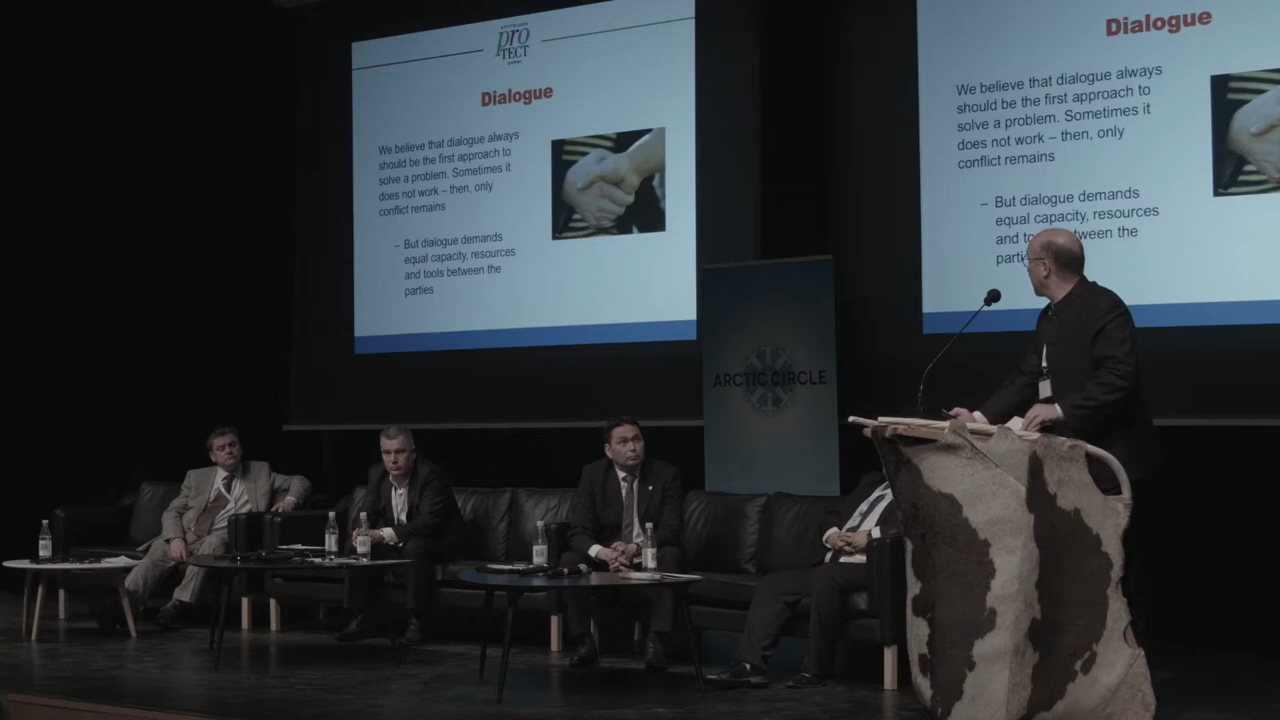 pro
TECT
SÁPMI
Dialogue
We believe that dialogue always
should be the first approach to
solve a problem. Sometimes it
does not work – then, only
conflict remains
– But dialogue demands
equal capacity, resources
and tools between the
parties
ARCTIC CIRCLE
Dialogue
We believe that dialogue always
should be the first approach to
solve a problem. Sometimes it
does not work – then, only
conflict remains
– But dialogue demands
equal capacity, resources
and to tween the
parti